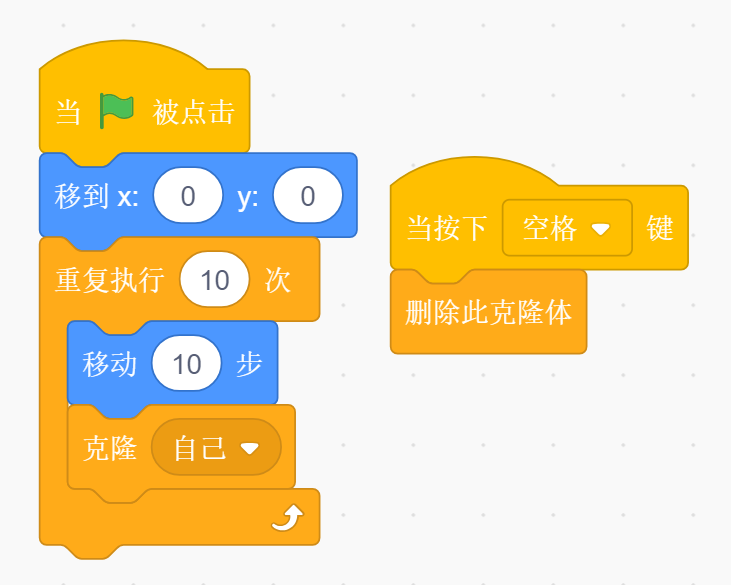 当 被点击
移到 x: 0 y: 0
重复执行 10 次
移动 10 步
克隆 自己
当按下 空格 键
删除此克隆体